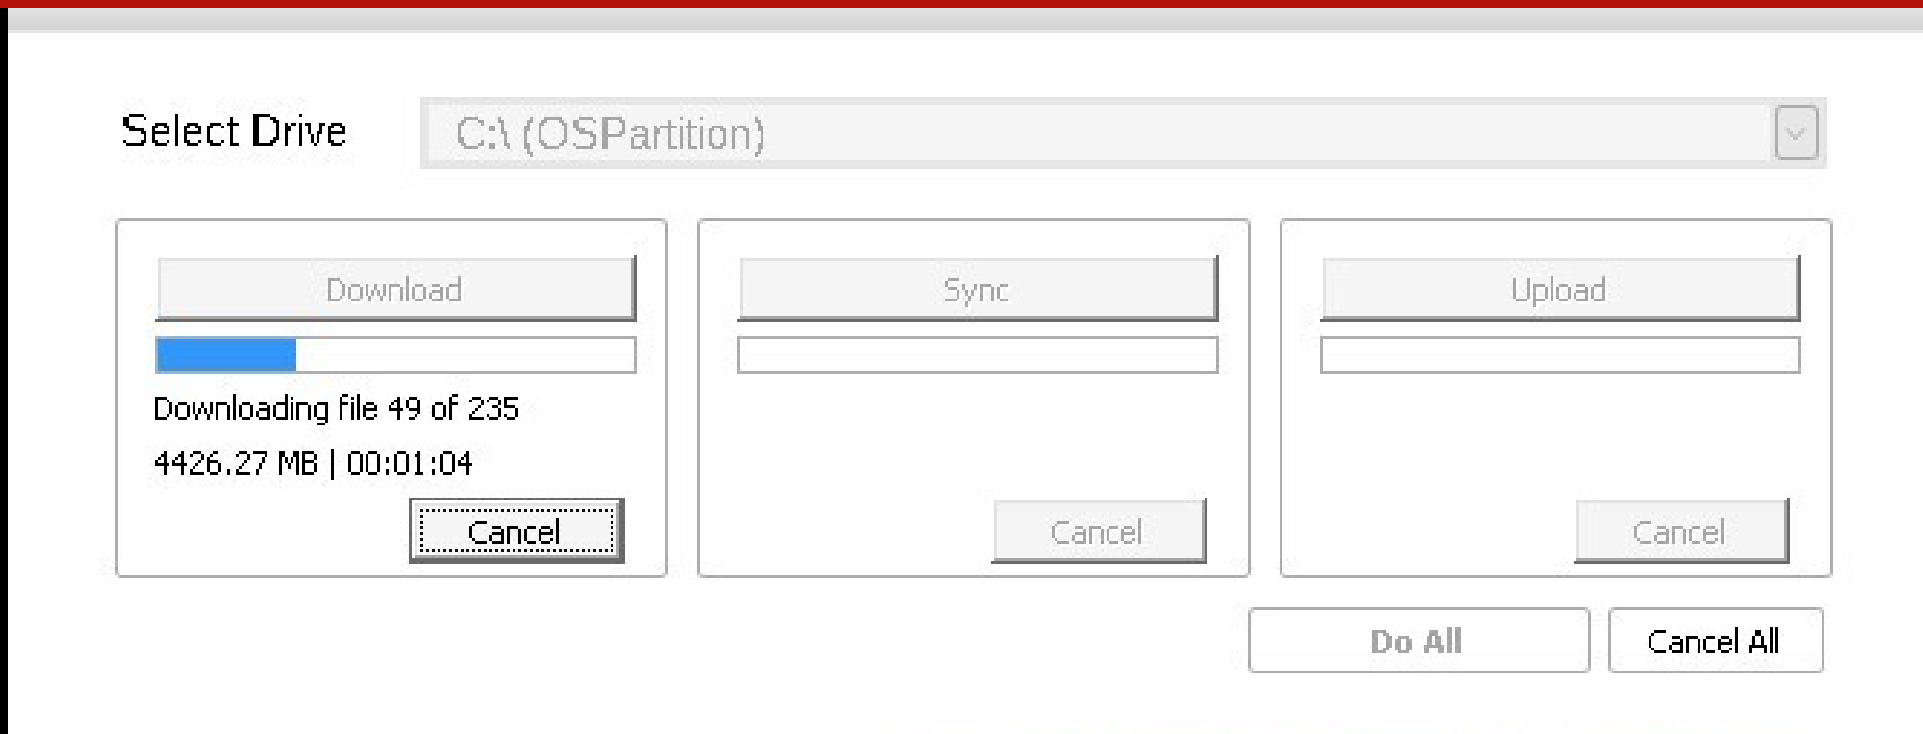 Select Drive C:\ (OSPartition)
Download Sync Upload
Downloading file 49 of 235
4426.27 MB | 00:01:04
Cancel Cancel Cancel
Do All Cancel All